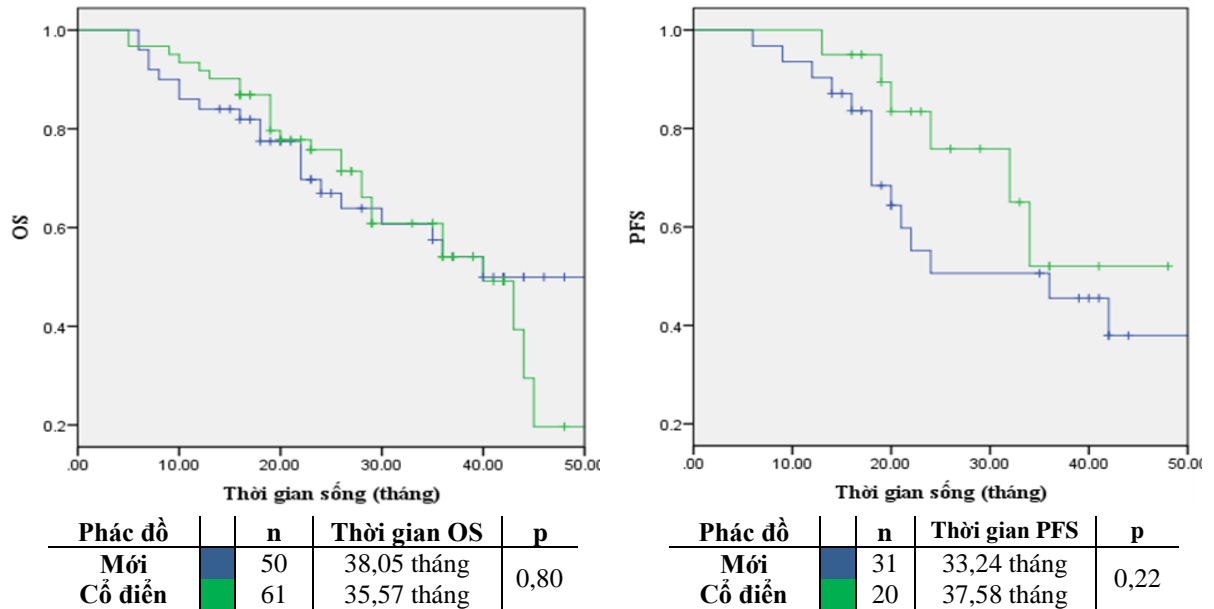 1.0
0.8
0.6
0.4
0.2
OS
.00 10.00 20.00 30.00 40.00 50.0
Thời gian sống (tháng)
Phác đồ n Thời gian OS p
Mới 50 38,05 tháng 0,80
Cổ điển 61 35,57 tháng
1.0
0.8
0.6
0.4
0.2
PFS
.00 10.00 20.00 30.00 40.00 50.00
Thời gian sống (tháng)
Phác đồ n Thời gian PFS p
Mới 31 33,24 tháng 0,22
Cổ điển 20 37,58 tháng